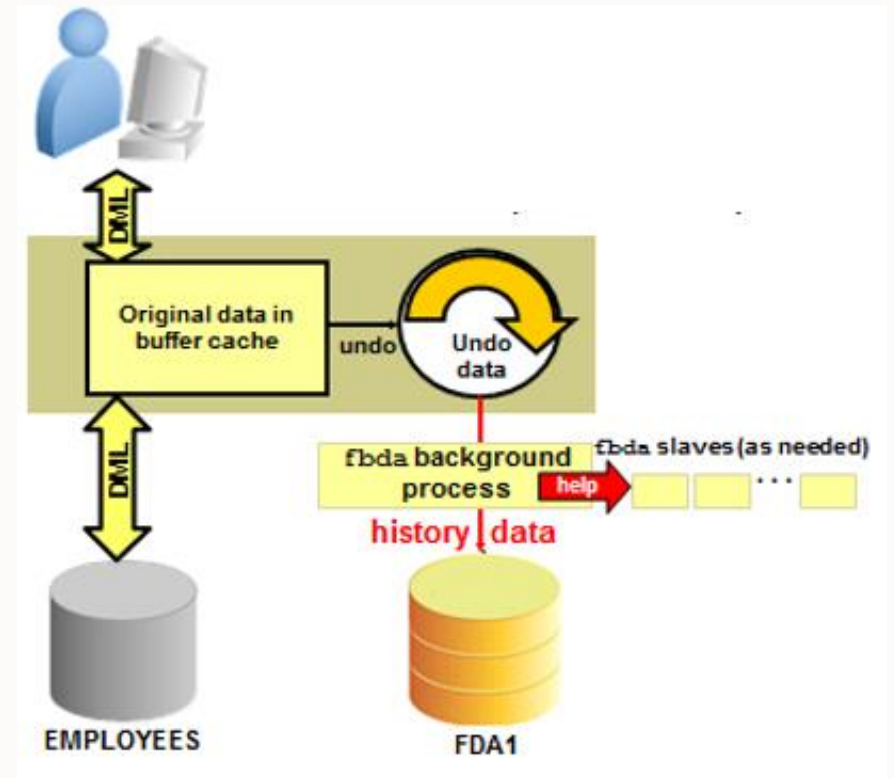 DML
Original data in
buffer cache
undo
Undo
data
DML
fbda background
process
help
fbda slaves (as needed)
...
history data
EMPLOYEES
FDA1